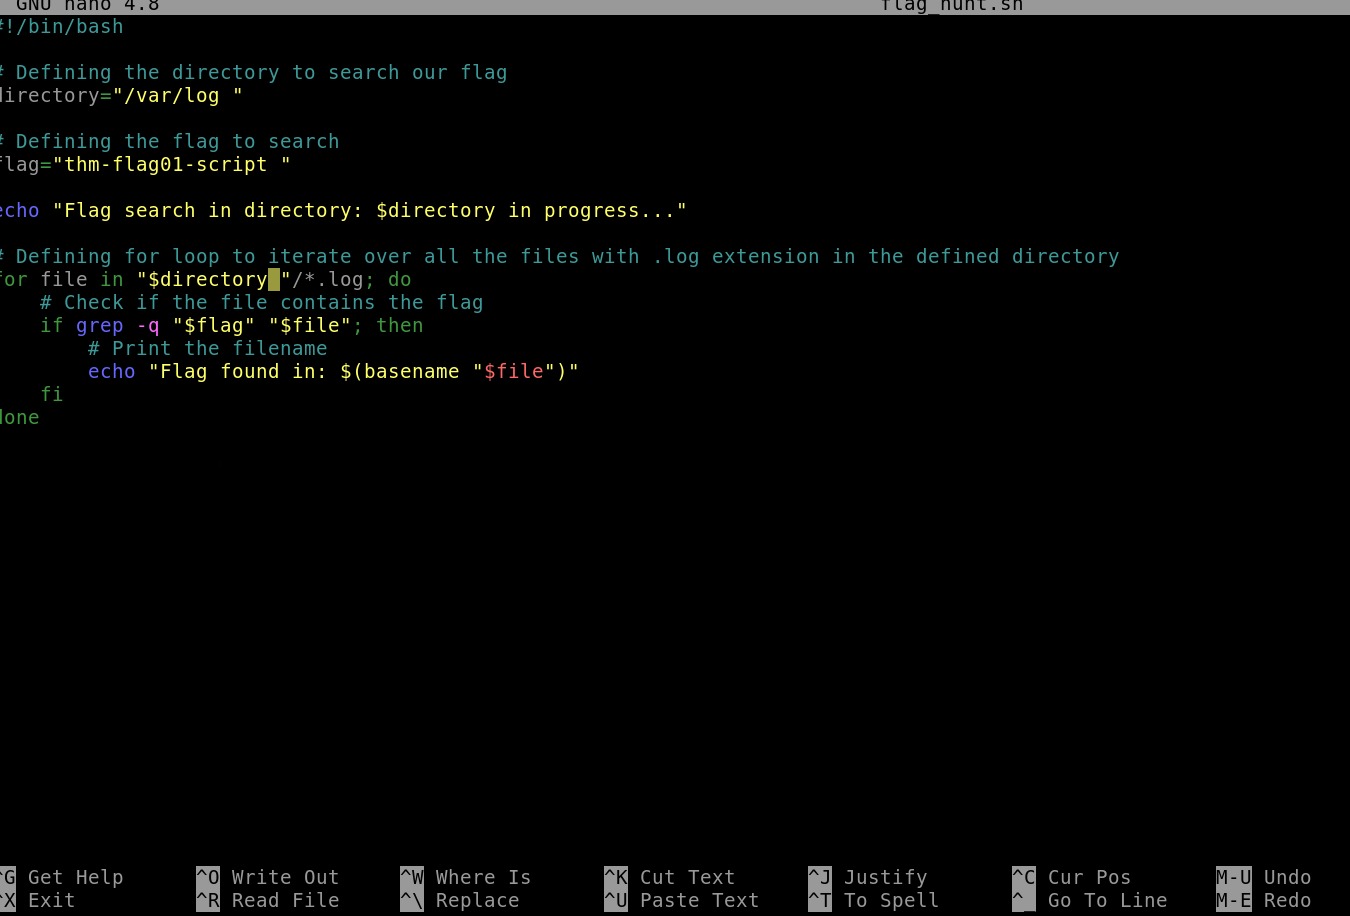 GNU nano 4.8 flag_hunt.sh
#!/bin/bash
# Defining the directory to search our flag
directory="/var/log "
# Defining the flag to search
flag="thm-flag01-script "
echo "Flag search in directory: $directory in progress..."
# Defining for loop to iterate over all the files with .log extension in the defined directory
for file in "$directory "/*.log; do
    # Check if the file contains the flag
    if grep -q "$flag" "$file"; then
        # Print the filename
        echo "Flag found in: $(basename "$file")"
    fi
done
^G Get Help ^O Write Out ^W Where Is ^K Cut Text ^J Justify ^C Cur Pos M-U Undo
^X Exit ^R Read File ^\ Replace ^U Paste Text ^T To Spell ^_ Go To Line M-E Redo